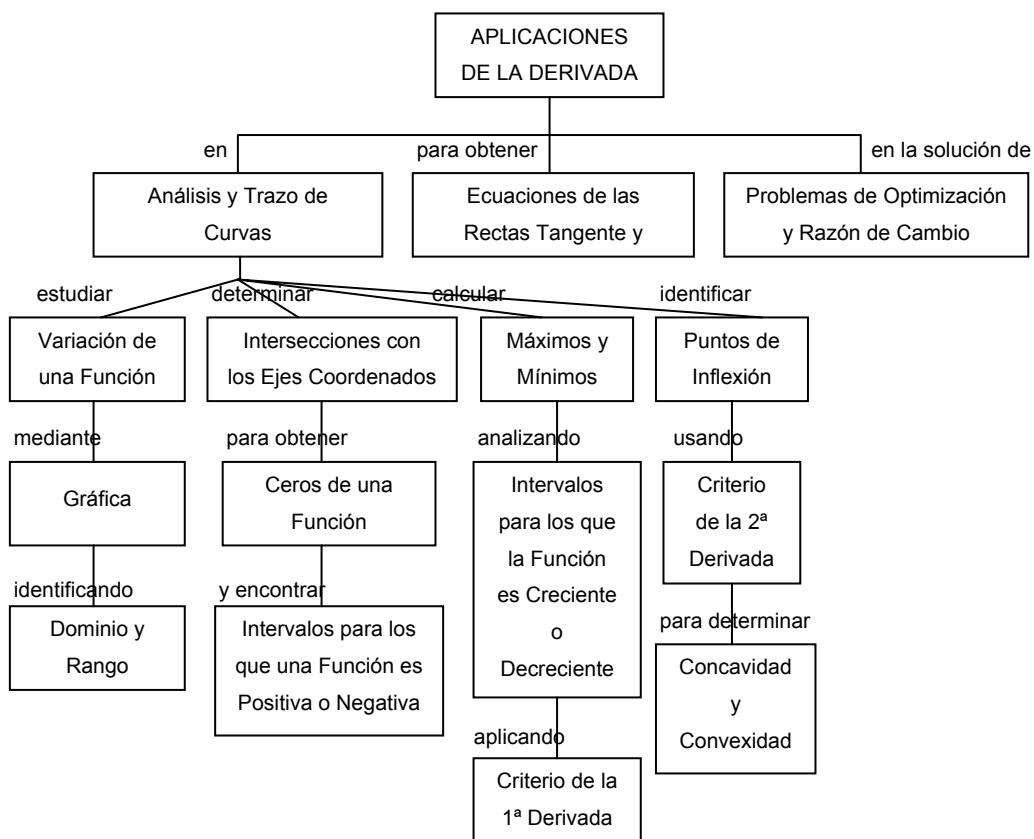 APLICACIONES
DE LA DERIVADA
en
para obtener
en la solución de
Análisis y Trazo de
Curvas
Ecuaciones de las
Rectas Tangente y
Problemas de Optimización
y Razón de Cambio
estudiar
determinar
calcular
identificar
Variación de
una Función
Intersecciones con
los Ejes Coordenados
Máximos y
Mínimos
Puntos de
Inflexión
mediante
para obtener
analizando
usando
Gráfica
Ceros de una
Función
Intervalos
para los que
la Función
es Creciente
o
Decreciente
Criterio
de la 2ª
Derivada
identificando
y encontrar
para determinar
Dominio y
Rango
Intervalos para los
que una Función es
Positiva o Negativa
Concavidad
y
Convexidad
aplicando
Criterio de la
1ª Derivada